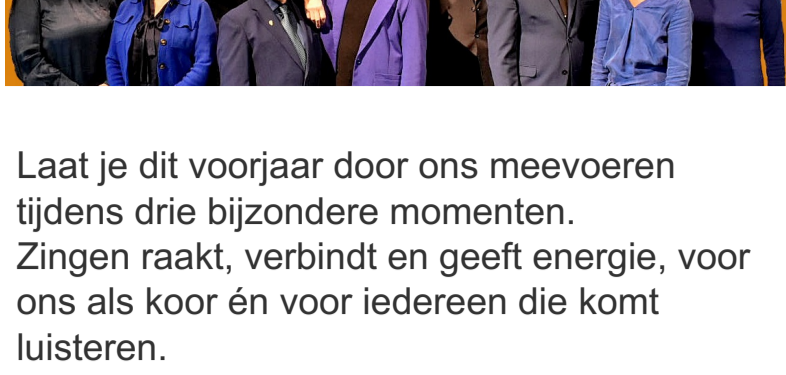 Laat je dit voorjaar door ons meevoeren
tijdens drie bijzondere momenten.
Zingen raakt, verbindt en geeft energie, voor
ons als koor én voor iedereen die komt
luisteren.